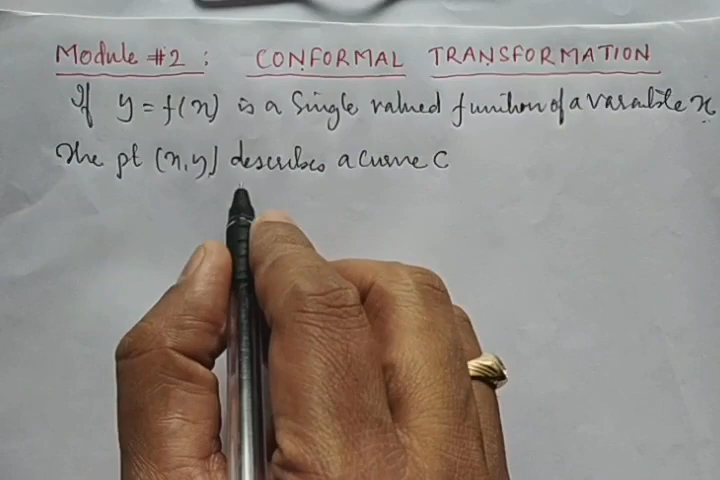 Module #2 : CONFORMAL TRANSFORMATION
If y = f(x) is a Single valued function of a variable x
The pt (x,y) describes a curve C